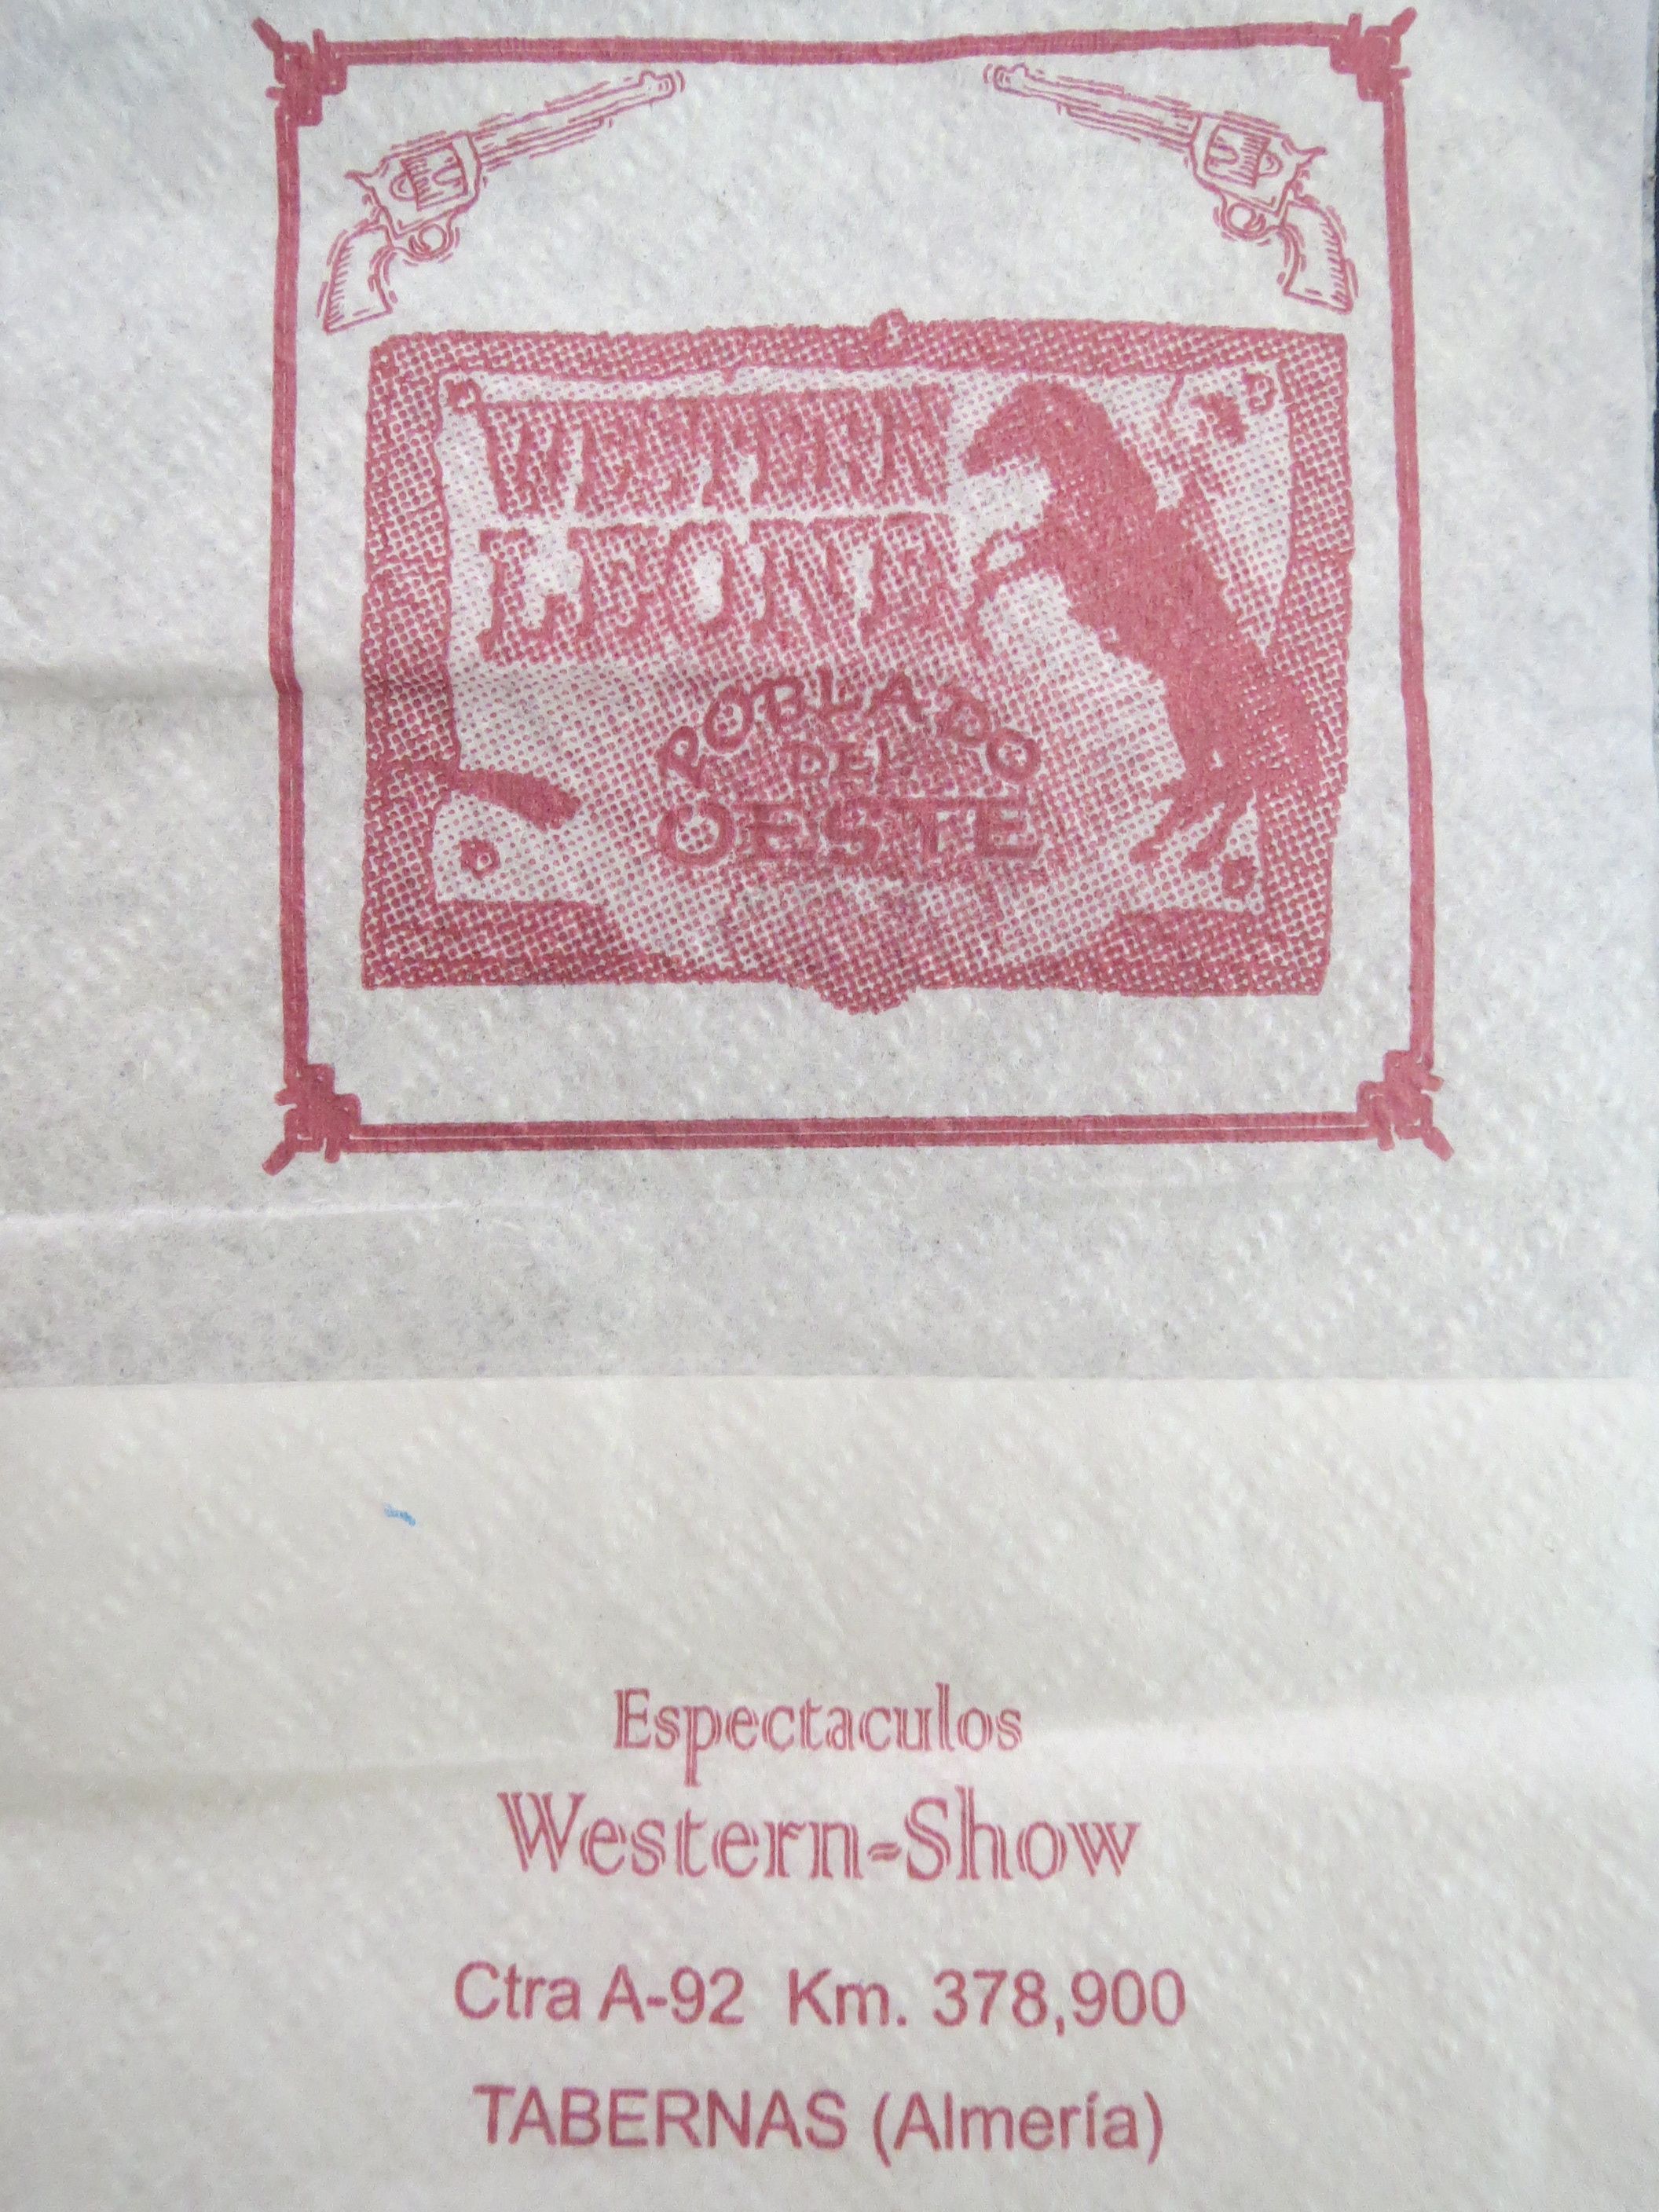 WESTERN
LEONE
POBLADO
DEL
OESTE
Espectaculos
Western-Show
Ctra A-92 Km. 378,900
TABERNAS (Almería)